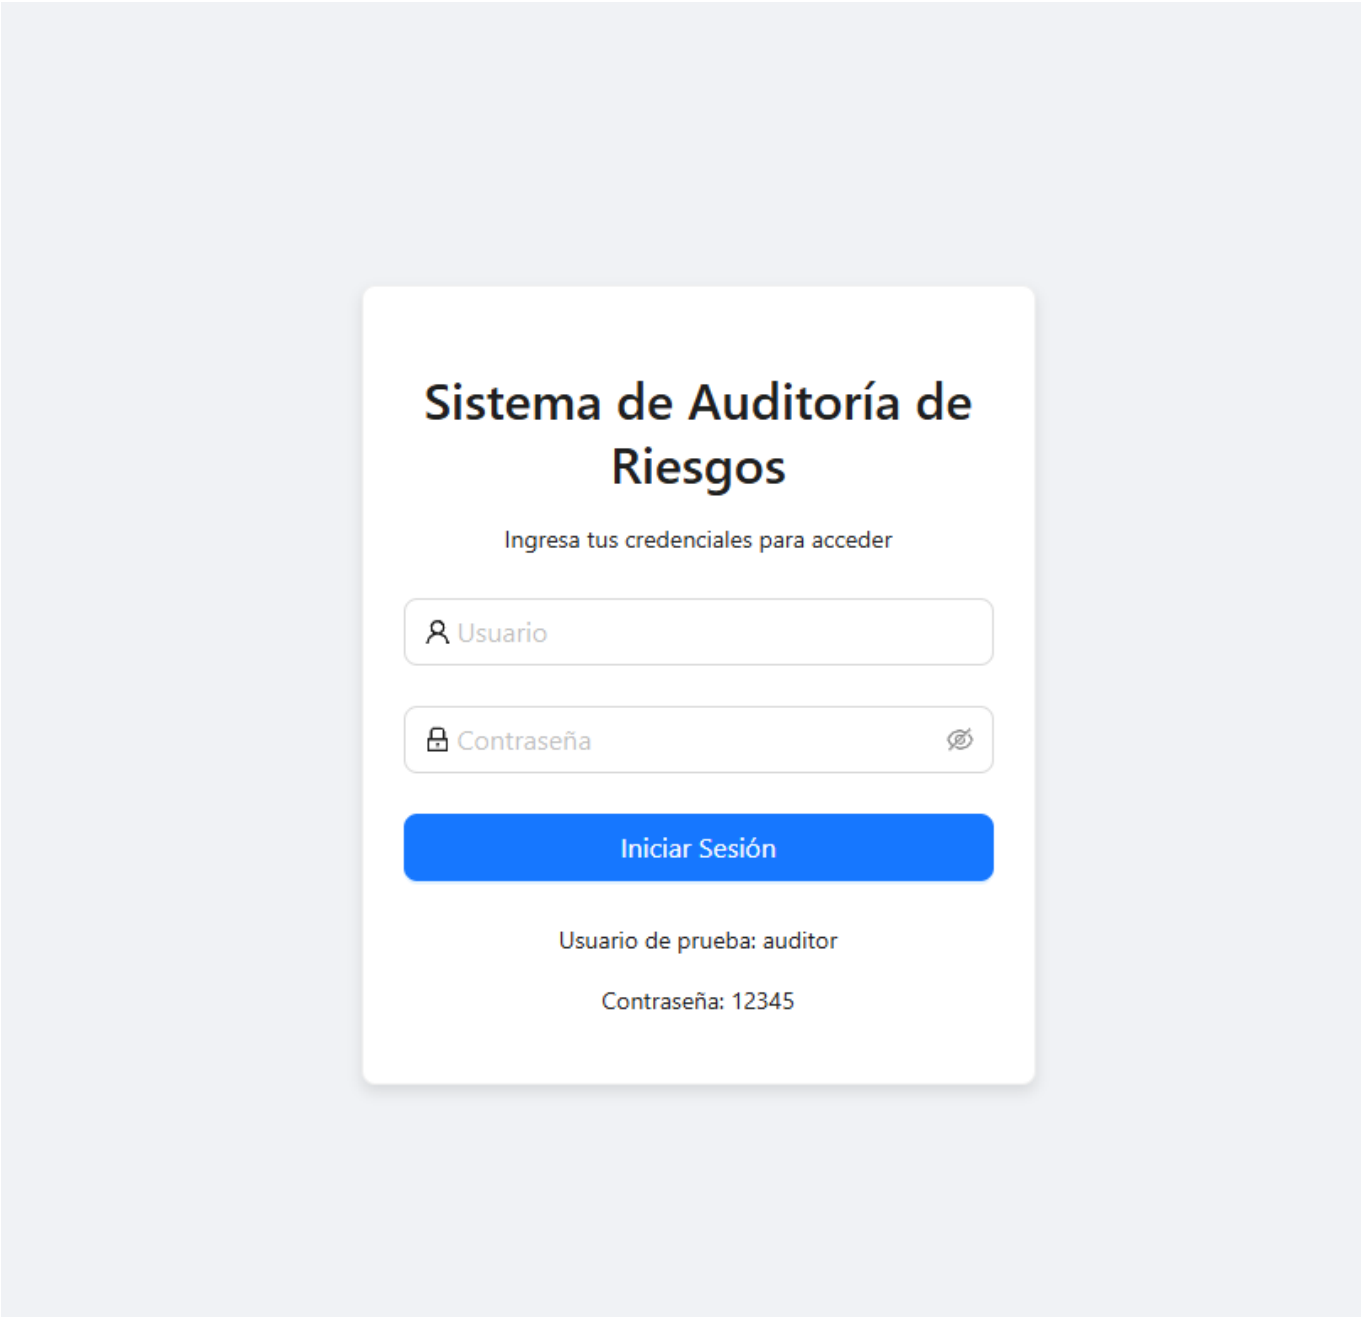 Sistema de Auditoría de
Riesgos
Ingresa tus credenciales para acceder
Usuario
Contraseña
Iniciar Sesión
Usuario de prueba: auditor
Contraseña: 12345